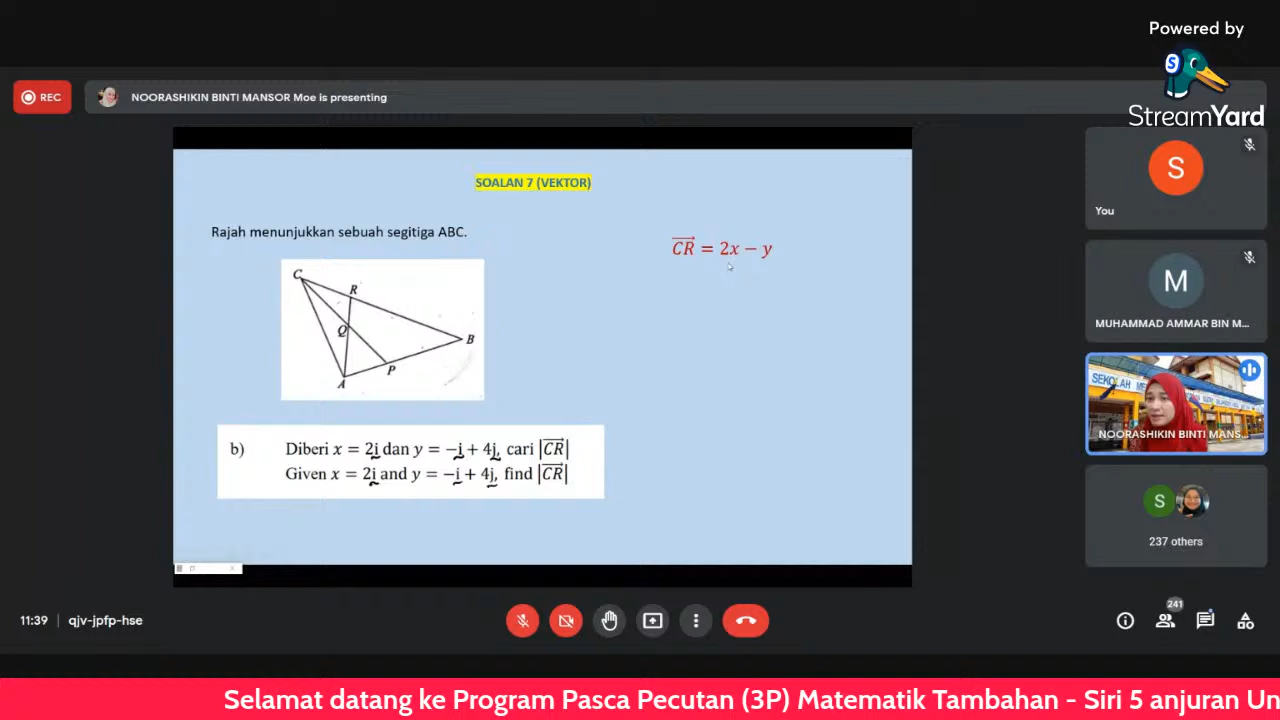 Powered by
StreamYard
REC
NOORASHIKIN BINTI MANSOR Moe is presenting
SOALAN 7 (VEKTOR)
Rajah menunjukkan sebuah segitiga ABC.
CR = 2x − y
C
R
Q
B
P
A
b) Diberi x = 2i dan y = −i + 4j, cari |CR|
Given x = 2i and y = −i + 4j, find |CR|
S
You
M
MUHAMMAD AMMAR BIN M...
NOORASHIKIN BINTI MANS...
S
237 others
11:39 | qjv-jpfp-hse
241
Selamat datang ke Program Pasca Pecutan (3P) Matematik Tambahan - Siri 5 anjuran Un